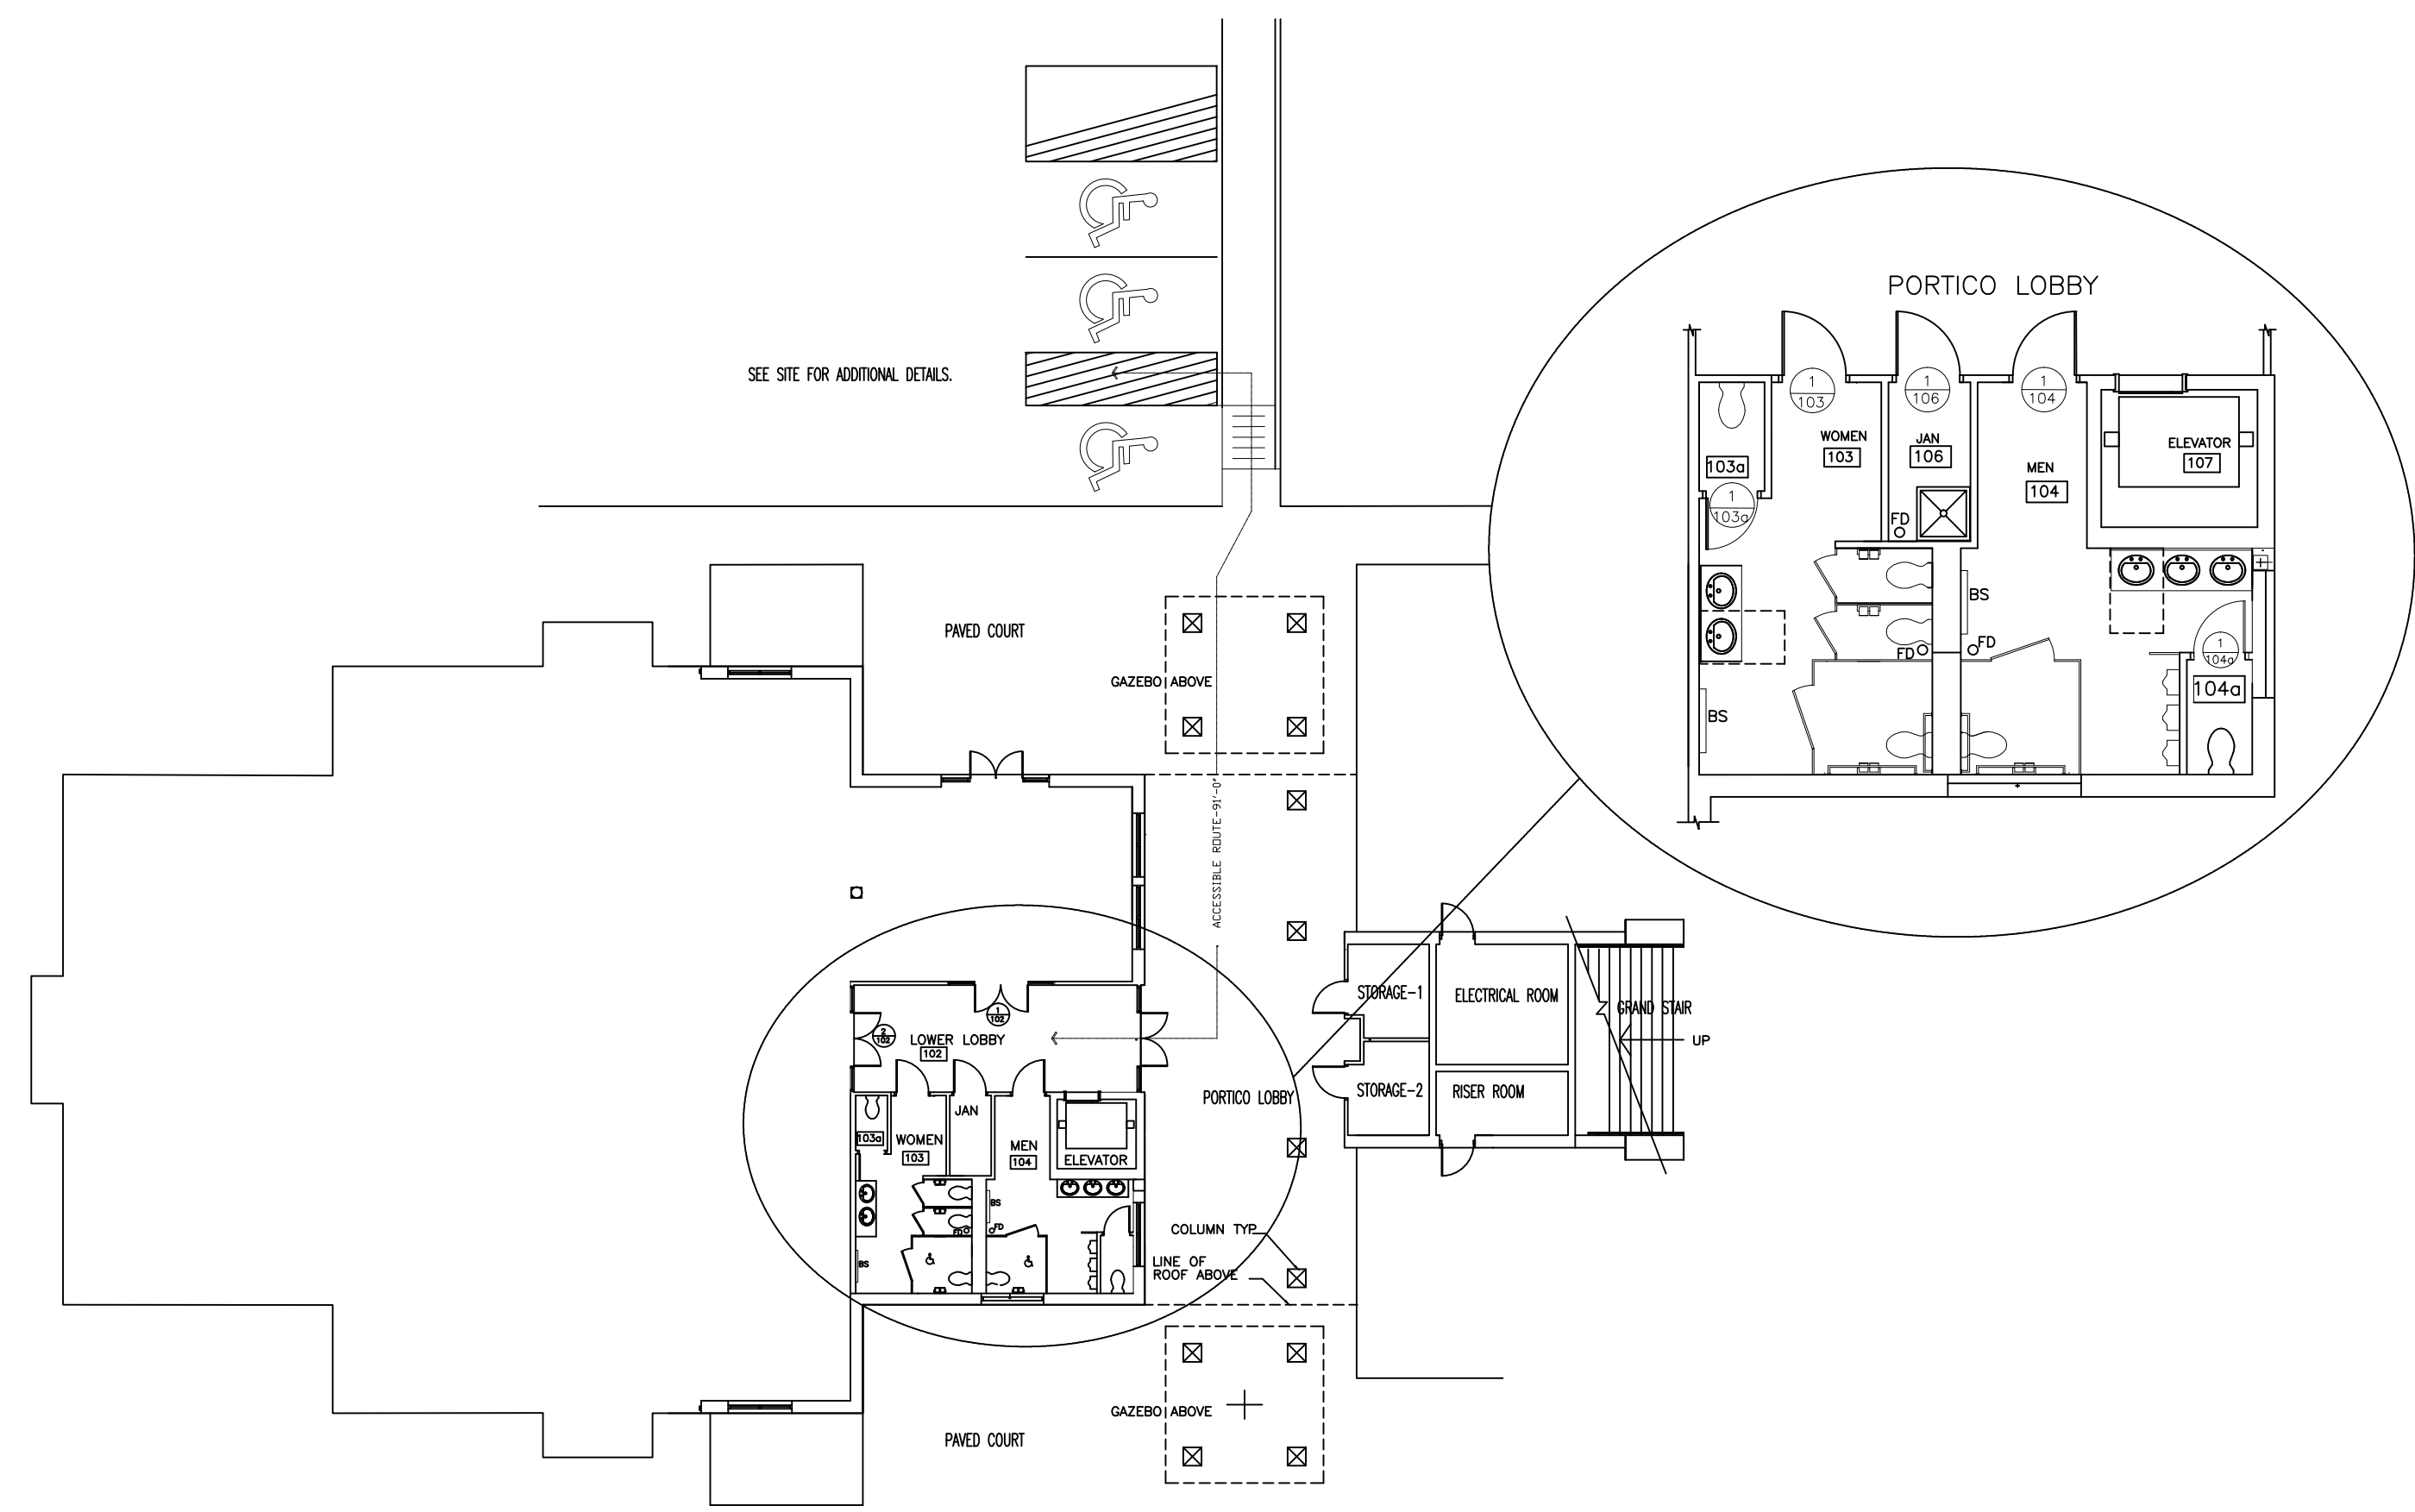 PORTICO LOBBY
SEE SITE FOR ADDITIONAL DETAILS.
1
103
1
106
1
104
WOMEN
103
JAN
106
ELEVATOR
107
MEN
104
103a
1
103a
FD
BS
FD
FD
1
104a
104a
BS
PAVED COURT
GAZEBO ABOVE
ACCESSIBLE ROUTE-91'-0"
STORAGE-1
ELECTRICAL ROOM
GRAND STAIR
UP
1
102
2
102
LOWER LOBBY
102
STORAGE-2
RISER ROOM
PORTICO LOBBY
JAN
103a
WOMEN
103
MEN
104
ELEVATOR
BS
FD
FD
BS
COLUMN TYP.
LINE OF
ROOF ABOVE
GAZEBO ABOVE
PAVED COURT